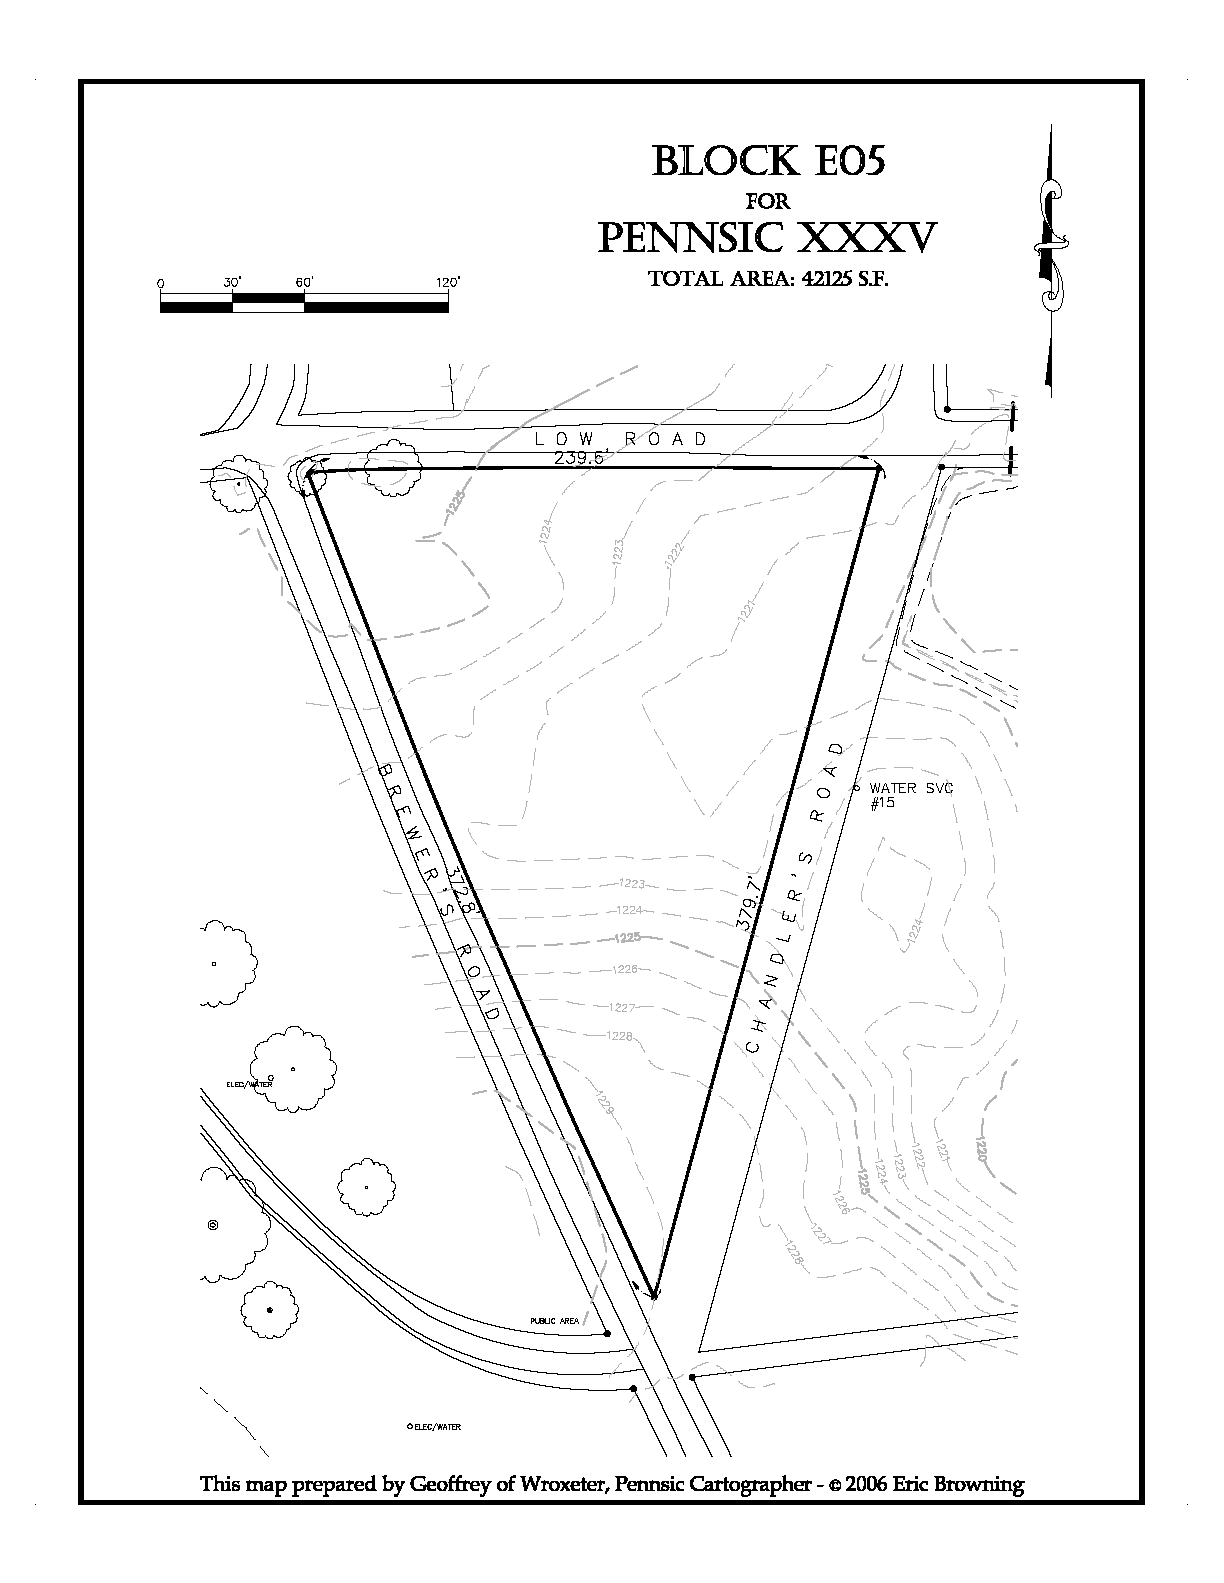 BLOCK E05
FOR
PENNSIC XXXV
TOTAL AREA: 42125 S.F.
0 30' 60' 120'
LOW ROAD
239.6'
1225
1224
1223
1222
1221
BREWER'S ROAD
372.8'
379.7'
CHANDLER'S ROAD
WATER SVC
#15
1223
1224
1225
1226
1227
1228
1229
1224
1220
1221
1222
1223
1224
1225
1226
1227
1228
ELEC/WATER
PUBLIC AREA
ELEC/WATER
This map prepared by Geoffrey of Wroxeter, Pennsic Cartographer - © 2006 Eric Browning